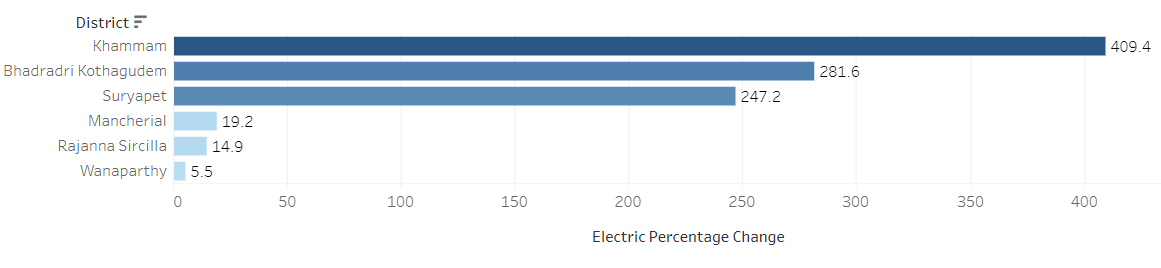 District
Khammam 409.4
Bhadradri Kothagudem 281.6
Suryapet 247.2
Mancherial 19.2
Rajanna Sircilla 14.9
Wanaparthy 5.5
0 50 100 150 200 250 300 350 400
Electric Percentage Change